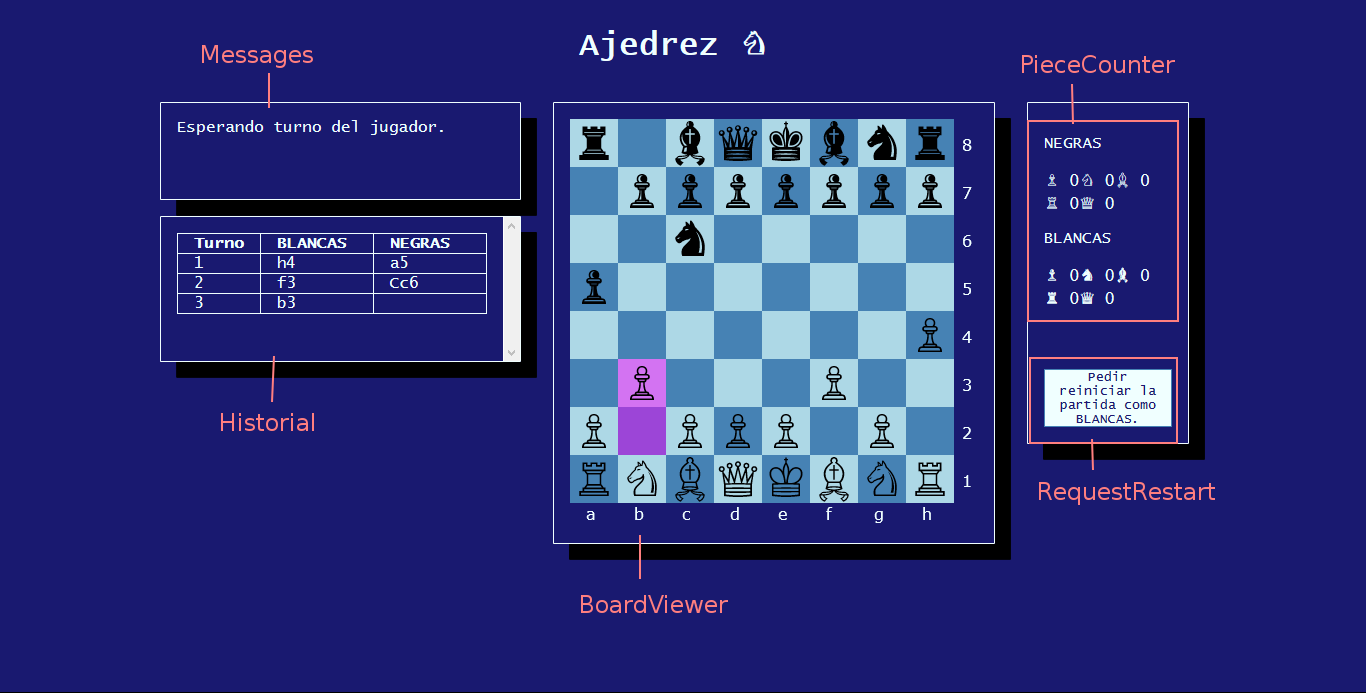 Ajedrez ♘
Messages
PieceCounter
Esperando turno del jugador.
Turno BLANCAS NEGRAS
1 h4 a5
2 f3 Cc6
3 b3
Historial
8
7
6
5
4
3
2
1
a b c d e f g h
BoardViewer
NEGRAS
♗ 0♘ 0♗ 0
♖ 0♕ 0
BLANCAS
♝ 0♞ 0♝ 0
♜ 0♛ 0
Pedir
reiniciar la
partida como
BLANCAS.
RequestRestart